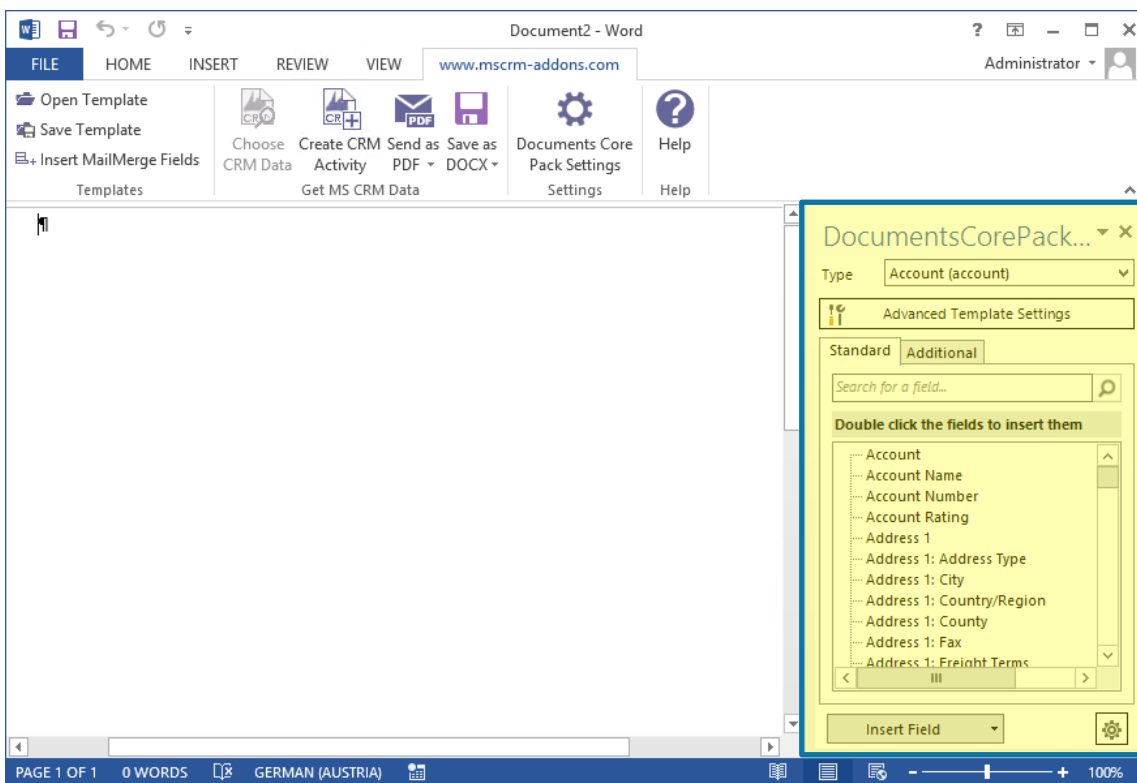 Document2 - Word
?
FILE HOME INSERT REVIEW VIEW www.mscrm-addons.com Administrator
Open Template
Save Template
Insert MailMerge Fields
Templates
Choose CRM Data
Create CRM Activity
Send as PDF
Save as DOCX
Get MS CRM Data
Documents Core Pack Settings
Settings
Help
Help
¶
DocumentsCorePack...
Type Account (account)
Advanced Template Settings
Standard Additional
Search for a field...
Double click the fields to insert them
Account
Account Name
Account Number
Account Rating
Address 1
Address 1: Address Type
Address 1: City
Address 1: Country/Region
Address 1: County
Address 1: Fax
Address 1: Freight Terms
Insert Field
PAGE 1 OF 1 0 WORDS GERMAN (AUSTRIA) 100%